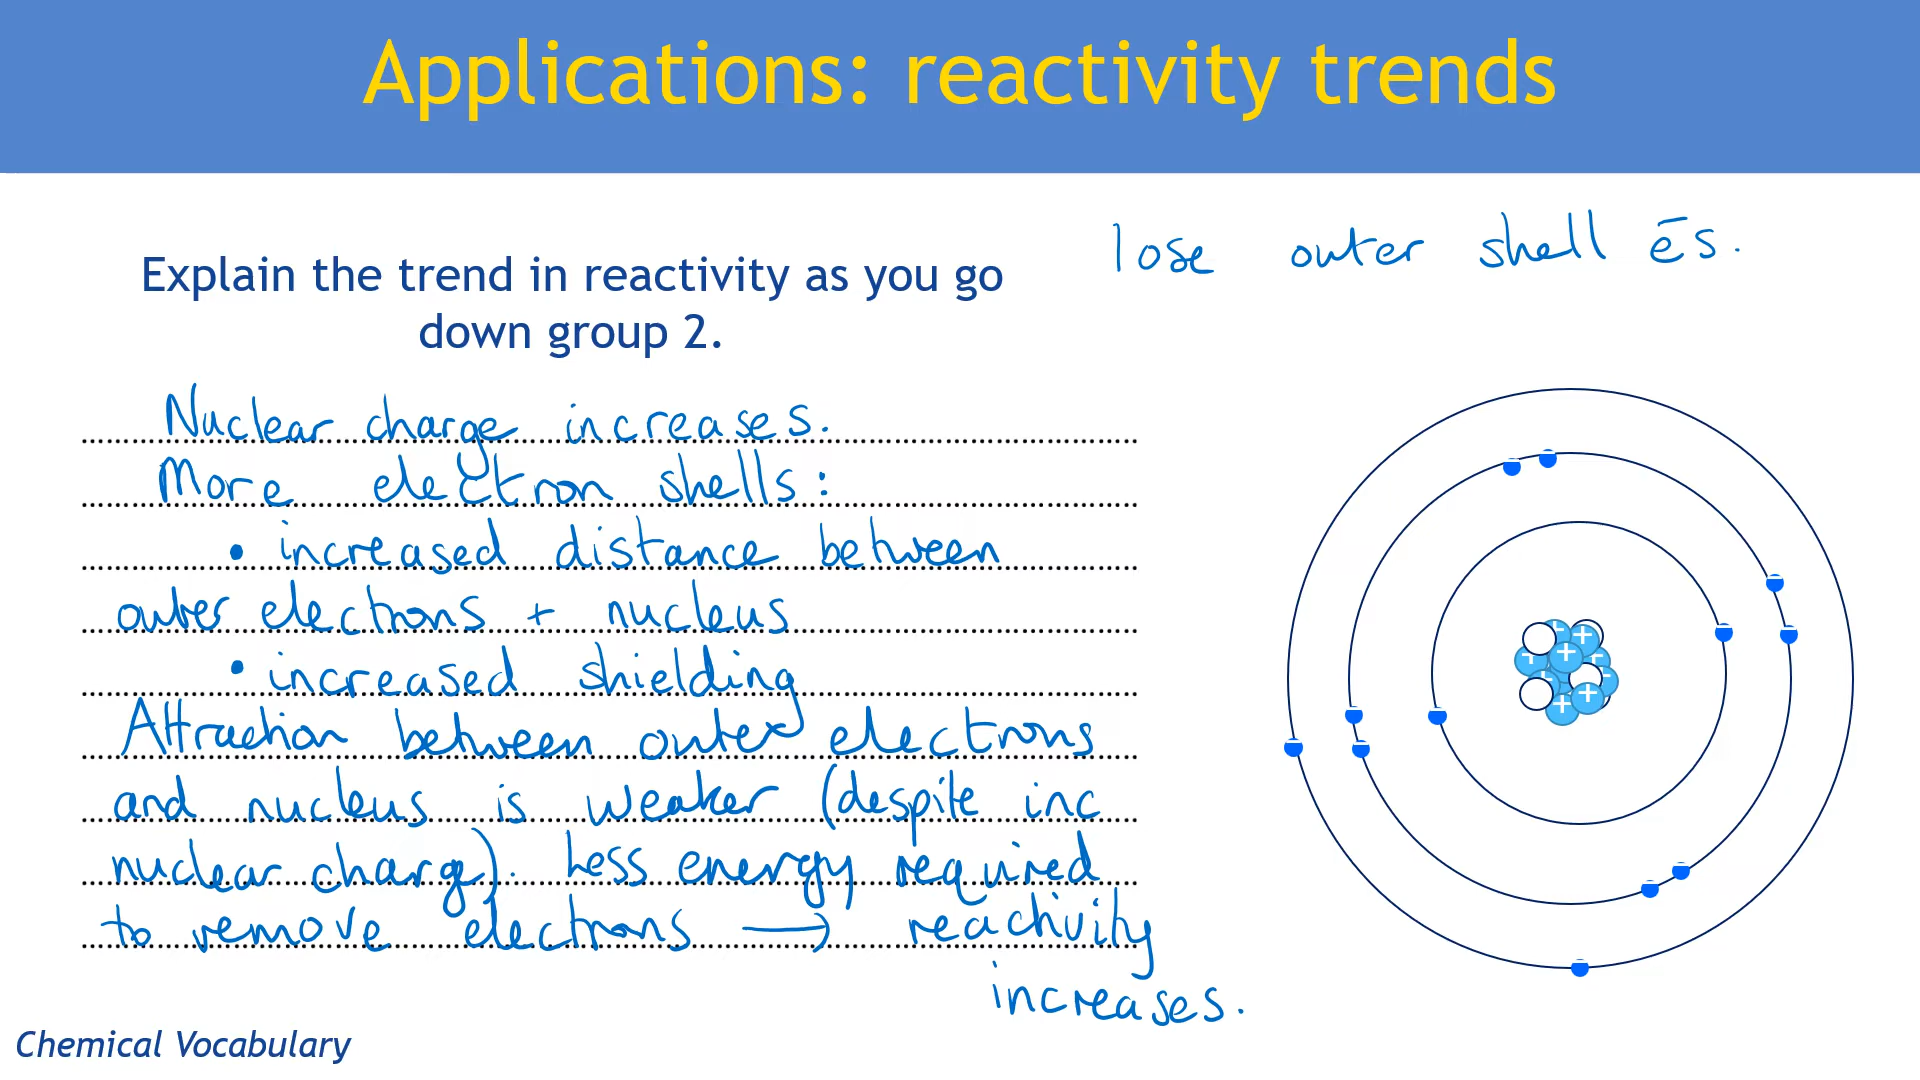 Applications: reactivity trends
lose outer shell ēs.
Explain the trend in reactivity as you go
down group 2.
Nuclear charge increases.
More electron shells:
• increased distance between
outer electrons + nucleus
• increased shielding
Attraction between outer electrons
and nucleus is weaker (despite inc
nuclear charge). Less energy required
to remove electrons → reactivity
increases.
Chemical Vocabulary